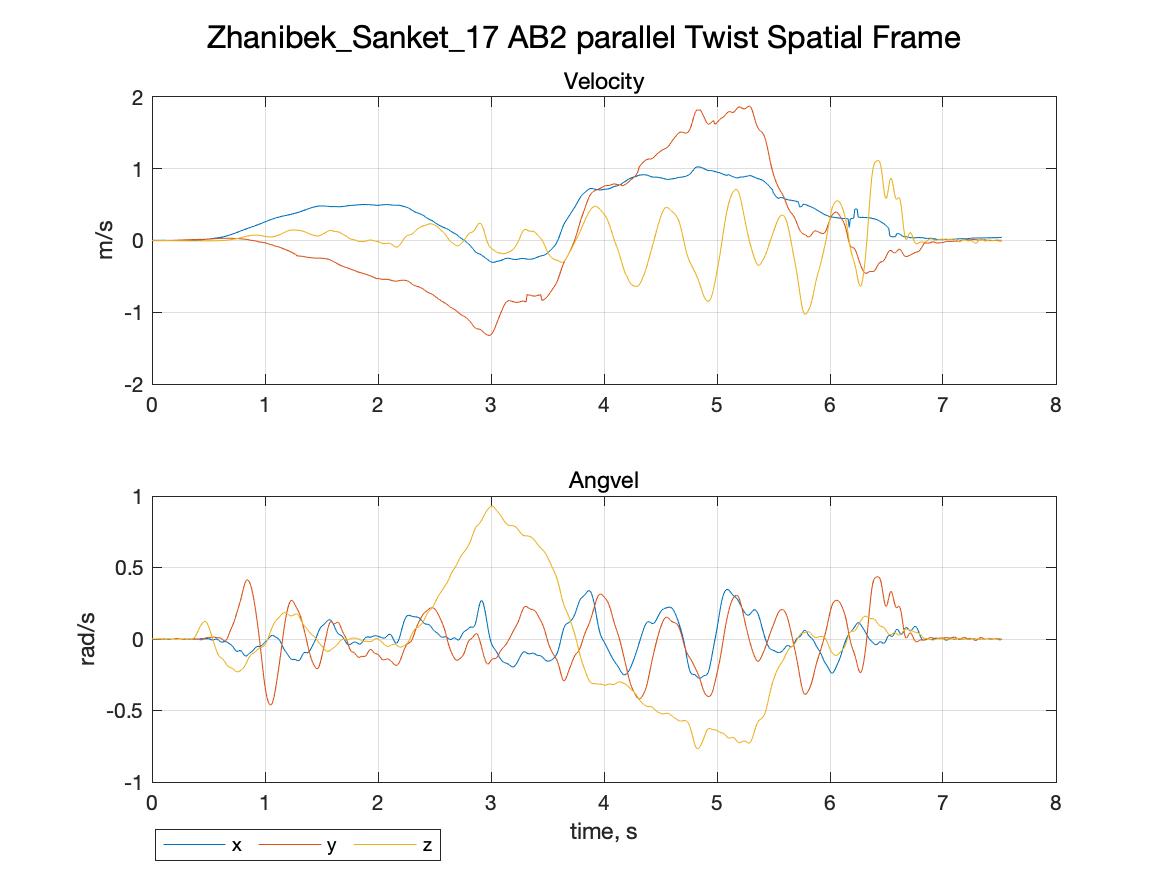 Zhanibek_Sanket_17 AB2 parallel Twist Spatial Frame
Velocity
2
1
0
-1
-2
m/s
0 1 2 3 4 5 6 7 8
Angvel
1
0.5
0
-0.5
-1
rad/s
0 1 2 3 4 5 6 7 8
time, s
x y z